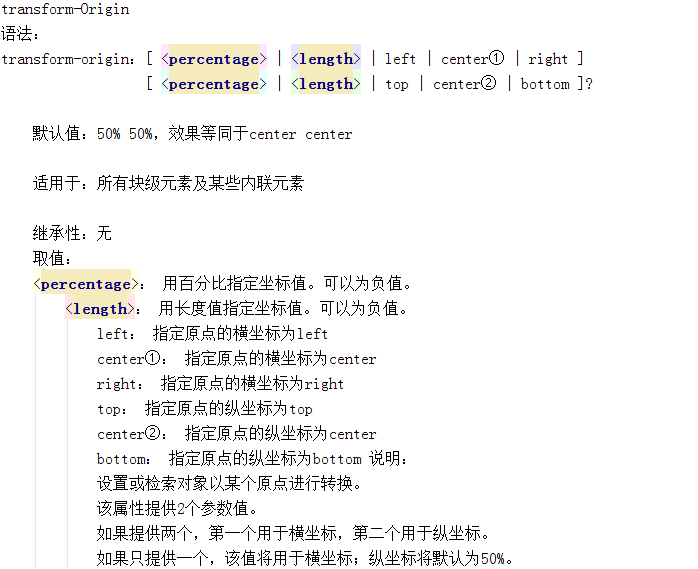 transform-Origin
语法：
transform-origin：[ <percentage> | <length> | left | center① | right ]
[ <percentage> | <length> | top | center② | bottom ]?
默认值：50% 50%，效果等同于center center
适用于：所有块级元素及某些内联元素
继承性：无
取值：
<percentage>： 用百分比指定坐标值。可以为负值。
<length>： 用长度值指定坐标值。可以为负值。
left： 指定原点的横坐标为left
center①： 指定原点的横坐标为center
right： 指定原点的横坐标为right
top： 指定原点的纵坐标为top
center②： 指定原点的纵坐标为center
bottom： 指定原点的纵坐标为bottom 说明：
设置或检索对象以某个原点进行转换。
该属性提供2个参数值。
如果提供两个，第一个用于横坐标，第二个用于纵坐标。
如果只提供一个，该值将用于横坐标；纵坐标将默认为50%。